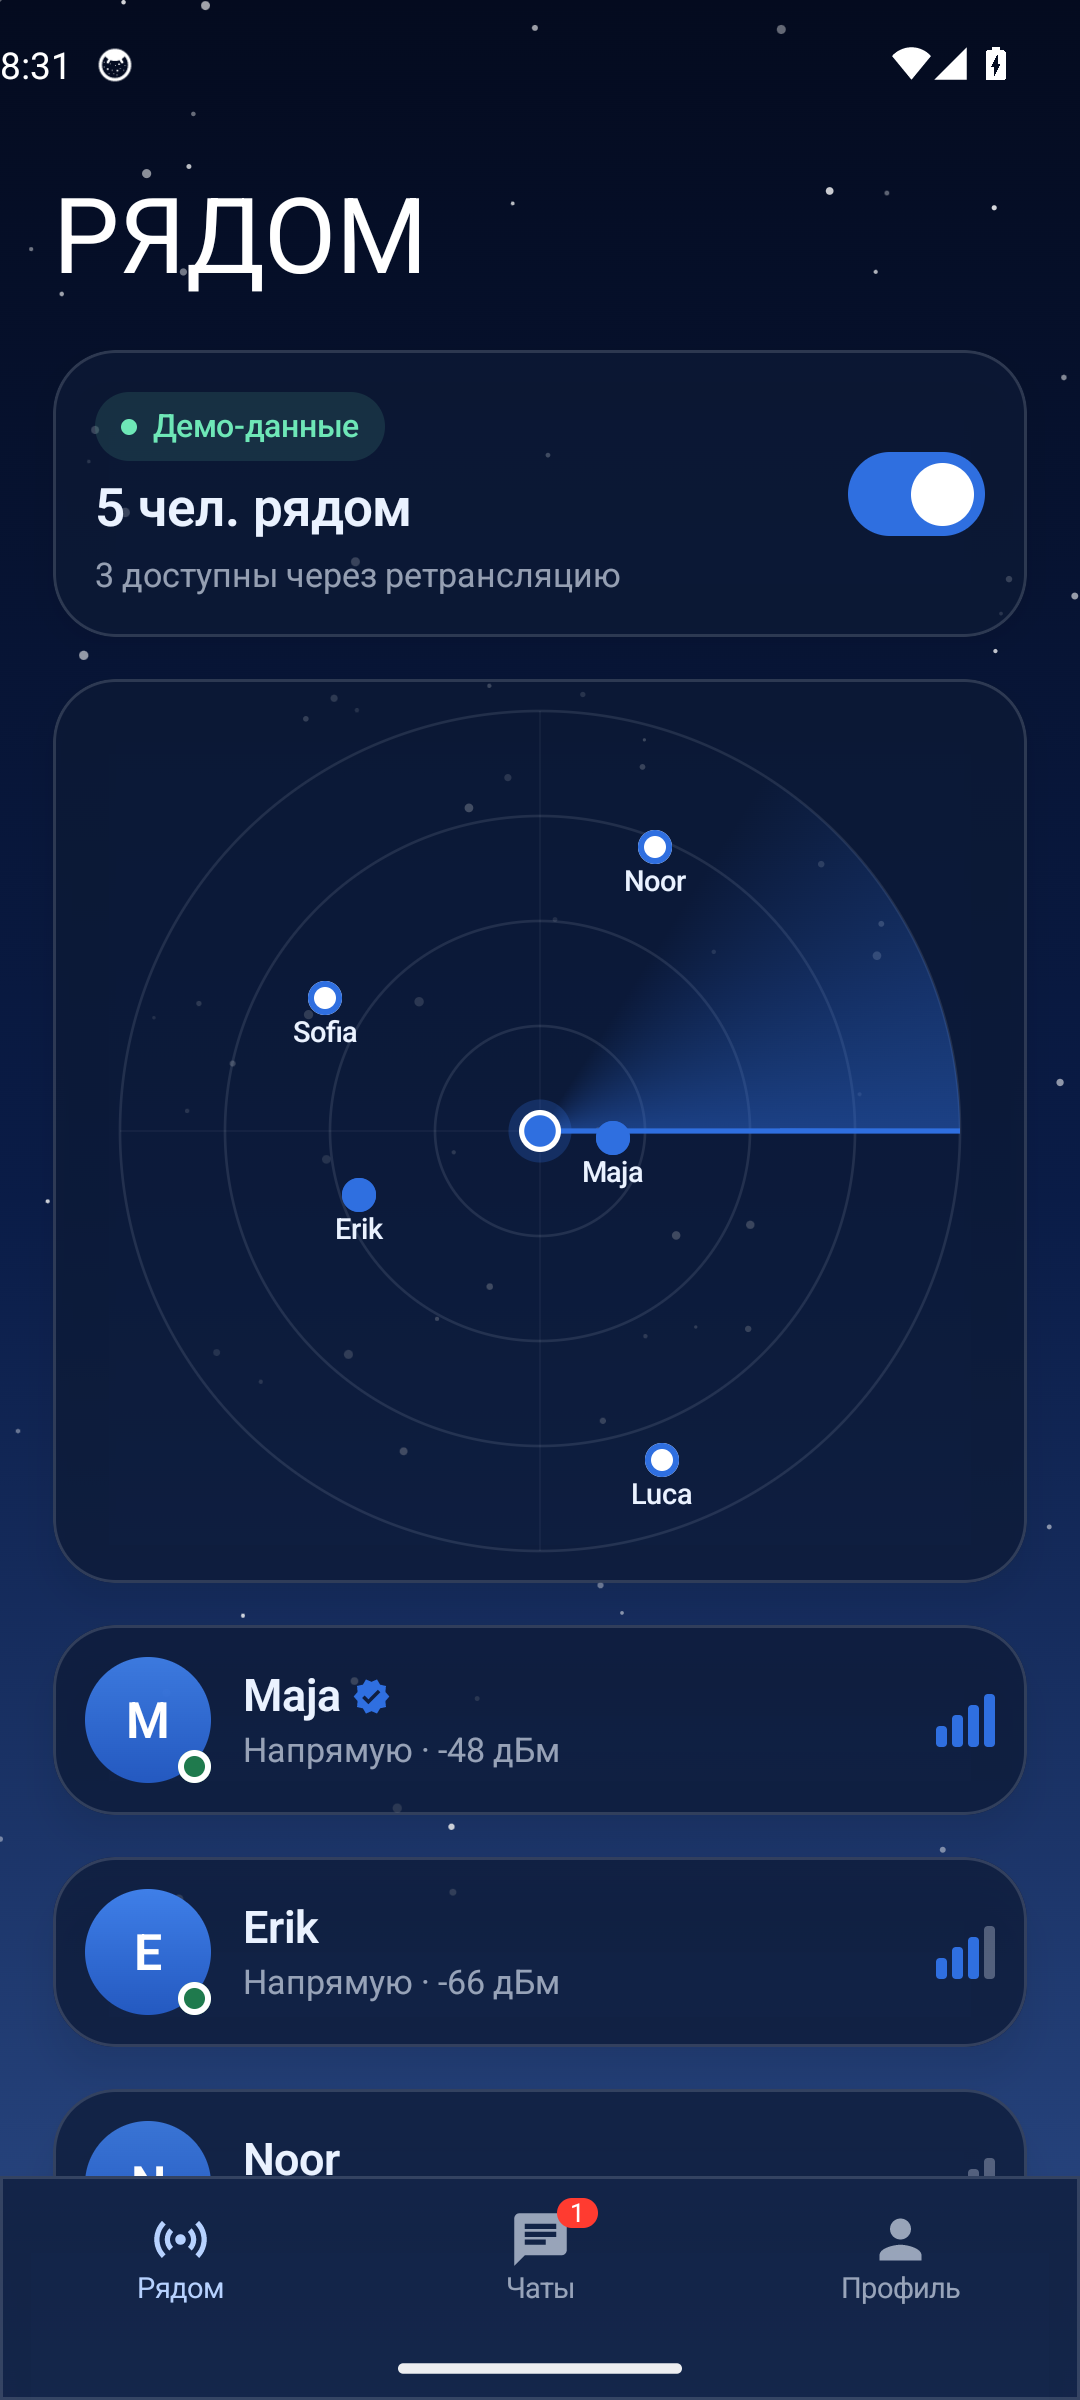 8:31
РЯДОМ
Демо-данные
5 чел. рядом
3 доступны через ретрансляцию
Noor
Sofia
Maja
Erik
Luca
M
Maja
Напрямую · -48 дБм
E
Erik
Напрямую · -66 дБм
N
Noor
1
Рядом
Чаты
Профиль